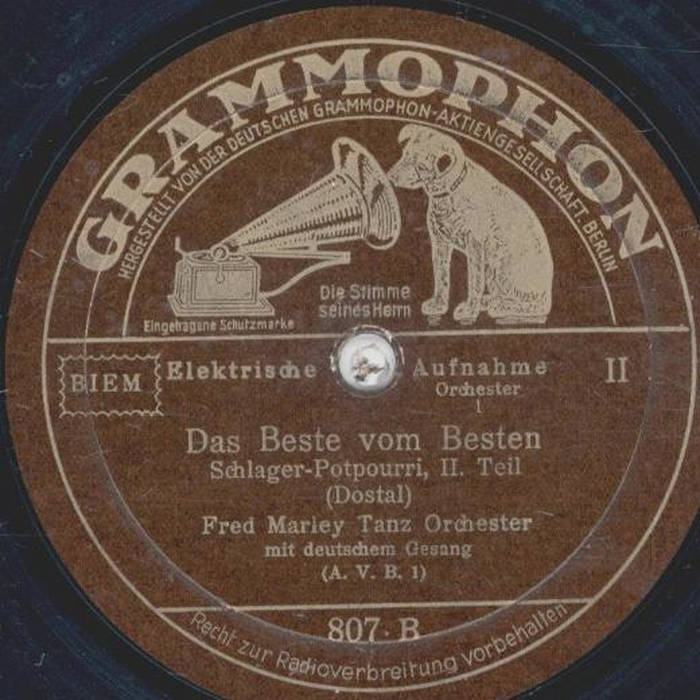 GRAMMOPHON
HERGESTELLT VON DER DEUTSCHEN GRAMMOPHON-AKTIENGESELLSCHAFT. BERLIN
Die Stimme
seines Herrn
Eingetragene Schutzmarke
BIEM
Elektrische Aufnahme
II
Orchester
1
Das Beste vom Besten
Schlager-Potpourri, II. Teil
(Dostal)
Fred Marley Tanz Orchester
mit deutschem Gesang
(A. V. B. 1)
807· B
Recht zur Radioverbreitung vorbehalten